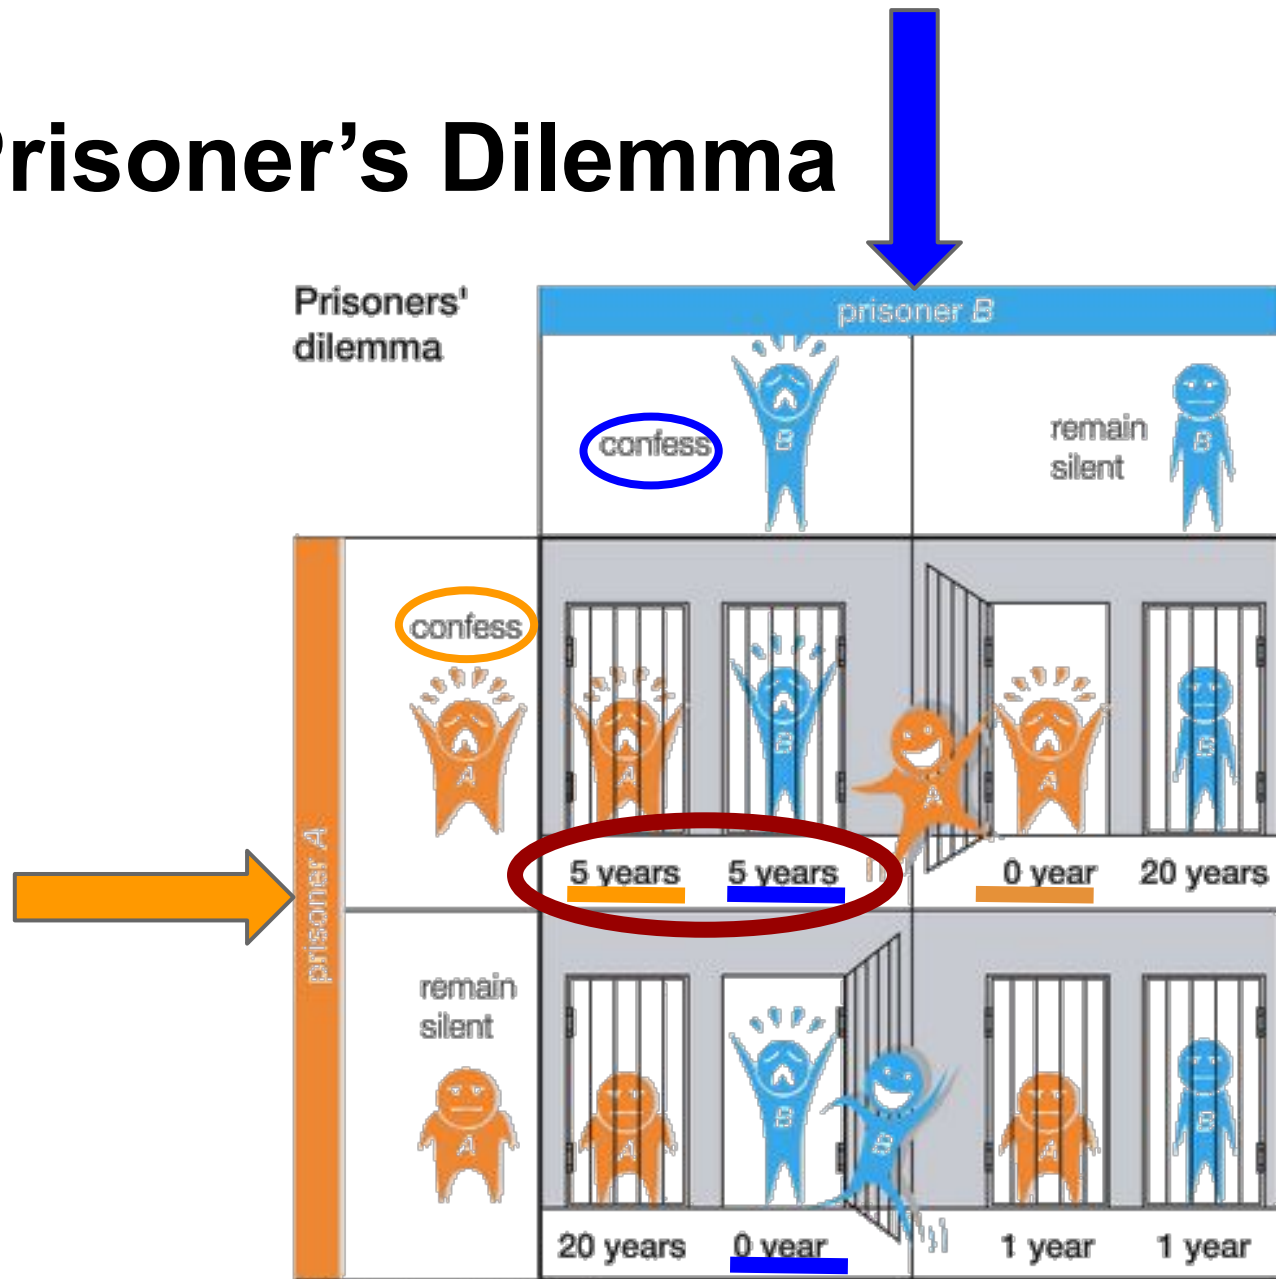 Prisoner's Dilemma
Prisoners'
dilemma
prisoner B
confess
B
remain
silent
B
prisoner A
confess
A
A
B
A
A
B
5 years
5 years
0 year
20 years
remain
silent
A
A
B
B
A
B
20 years
0 year
1 year
1 year